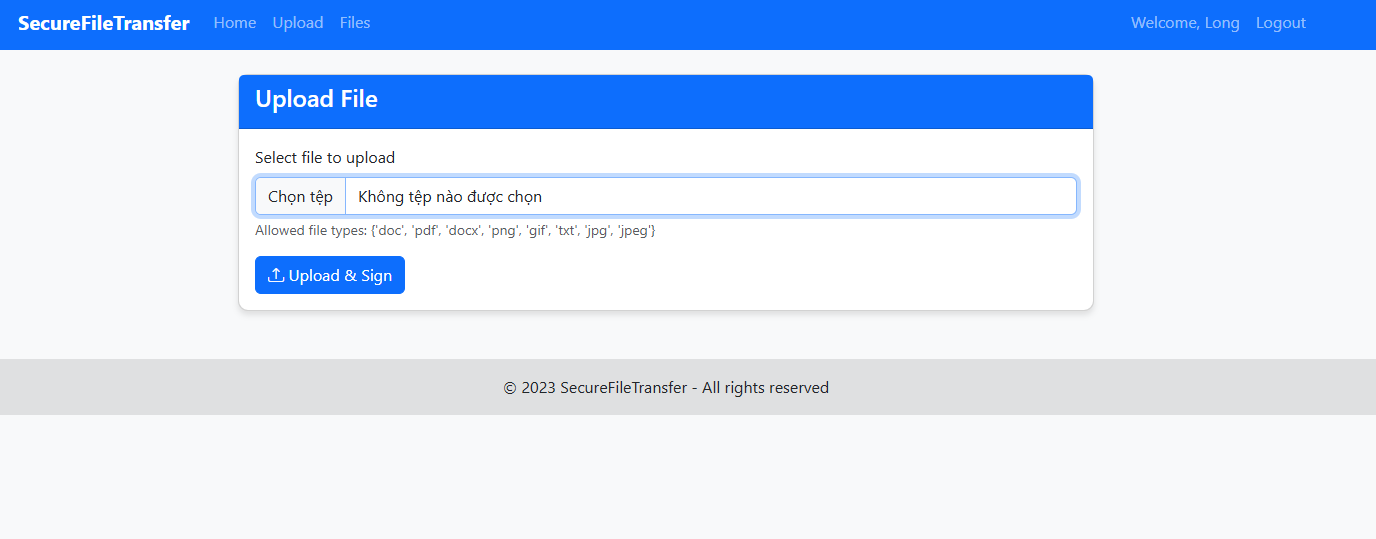 SecureFileTransfer Home Upload Files Welcome, Long Logout
Upload File
Select file to upload
Chọn tệp Không tệp nào được chọn
Allowed file types: {'doc', 'pdf', 'docx', 'png', 'gif', 'txt', 'jpg', 'jpeg'}
Upload & Sign
© 2023 SecureFileTransfer - All rights reserved